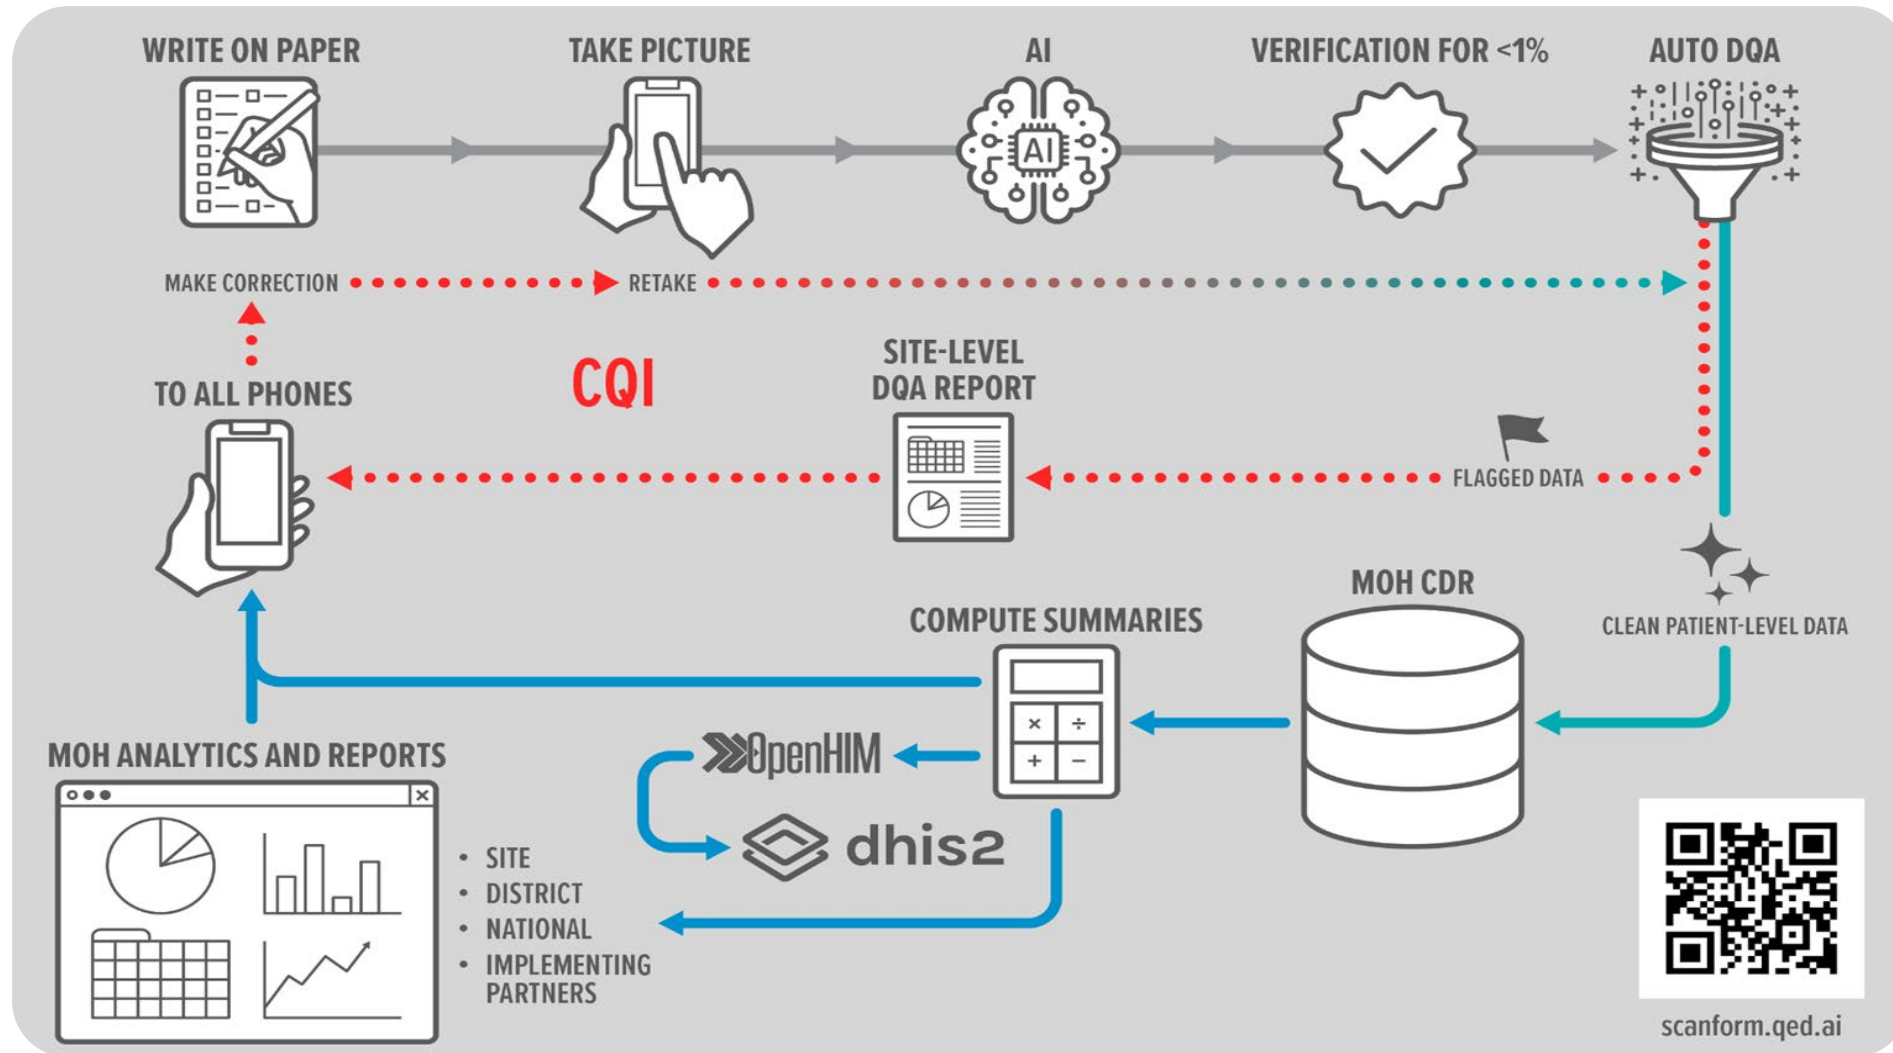 WRITE ON PAPER
TAKE PICTURE
AI
VERIFICATION FOR <1%
AUTO DQA
AI
MAKE CORRECTION
RETAKE
CQI
SITE-LEVEL
DQA REPORT
TO ALL PHONES
FLAGGED DATA
MOH CDR
COMPUTE SUMMARIES
CLEAN PATIENT-LEVEL DATA
× ÷
+ −
OpenHIM
dhis2
MOH ANALYTICS AND REPORTS
• SITE
• DISTRICT
• NATIONAL
• IMPLEMENTING
PARTNERS
scanform.qed.ai